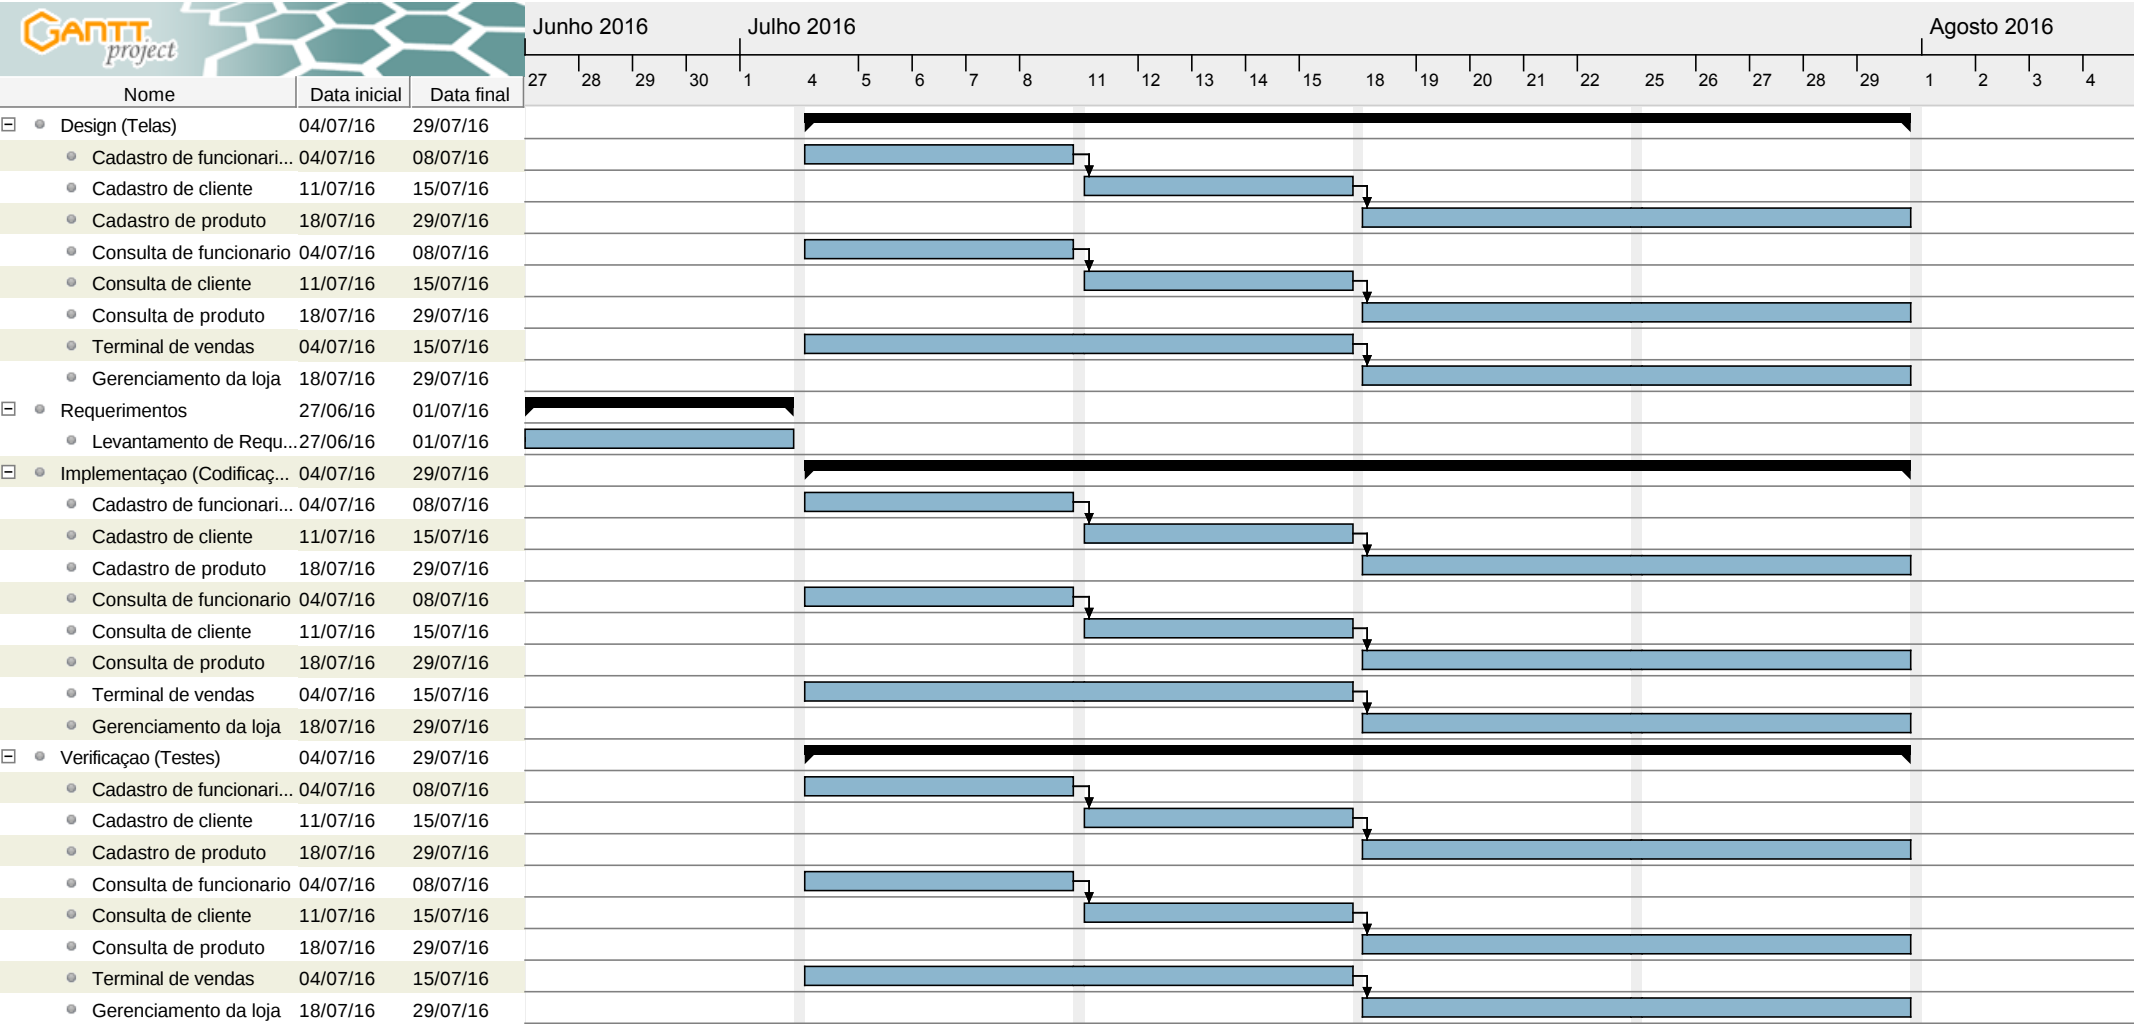 GANTT
project
Junho 2016 Julho 2016 Agosto 2016
27 28 29 30 1 4 5 6 7 8 11 12 13 14 15 18 19 20 21 22 25 26 27 28 29 1 2 3 4
Nome Data inicial Data final
Design (Telas) 04/07/16 29/07/16
Cadastro de funcionari... 04/07/16 08/07/16
Cadastro de cliente 11/07/16 15/07/16
Cadastro de produto 18/07/16 29/07/16
Consulta de funcionario 04/07/16 08/07/16
Consulta de cliente 11/07/16 15/07/16
Consulta de produto 18/07/16 29/07/16
Terminal de vendas 04/07/16 15/07/16
Gerenciamento da loja 18/07/16 29/07/16
Requerimentos 27/06/16 01/07/16
Levantamento de Requ... 27/06/16 01/07/16
Implementaçao (Codificaç... 04/07/16 29/07/16
Cadastro de funcionari... 04/07/16 08/07/16
Cadastro de cliente 11/07/16 15/07/16
Cadastro de produto 18/07/16 29/07/16
Consulta de funcionario 04/07/16 08/07/16
Consulta de cliente 11/07/16 15/07/16
Consulta de produto 18/07/16 29/07/16
Terminal de vendas 04/07/16 15/07/16
Gerenciamento da loja 18/07/16 29/07/16
Verificaçao (Testes) 04/07/16 29/07/16
Cadastro de funcionari... 04/07/16 08/07/16
Cadastro de cliente 11/07/16 15/07/16
Cadastro de produto 18/07/16 29/07/16
Consulta de funcionario 04/07/16 08/07/16
Consulta de cliente 11/07/16 15/07/16
Consulta de produto 18/07/16 29/07/16
Terminal de vendas 04/07/16 15/07/16
Gerenciamento da loja 18/07/16 29/07/16